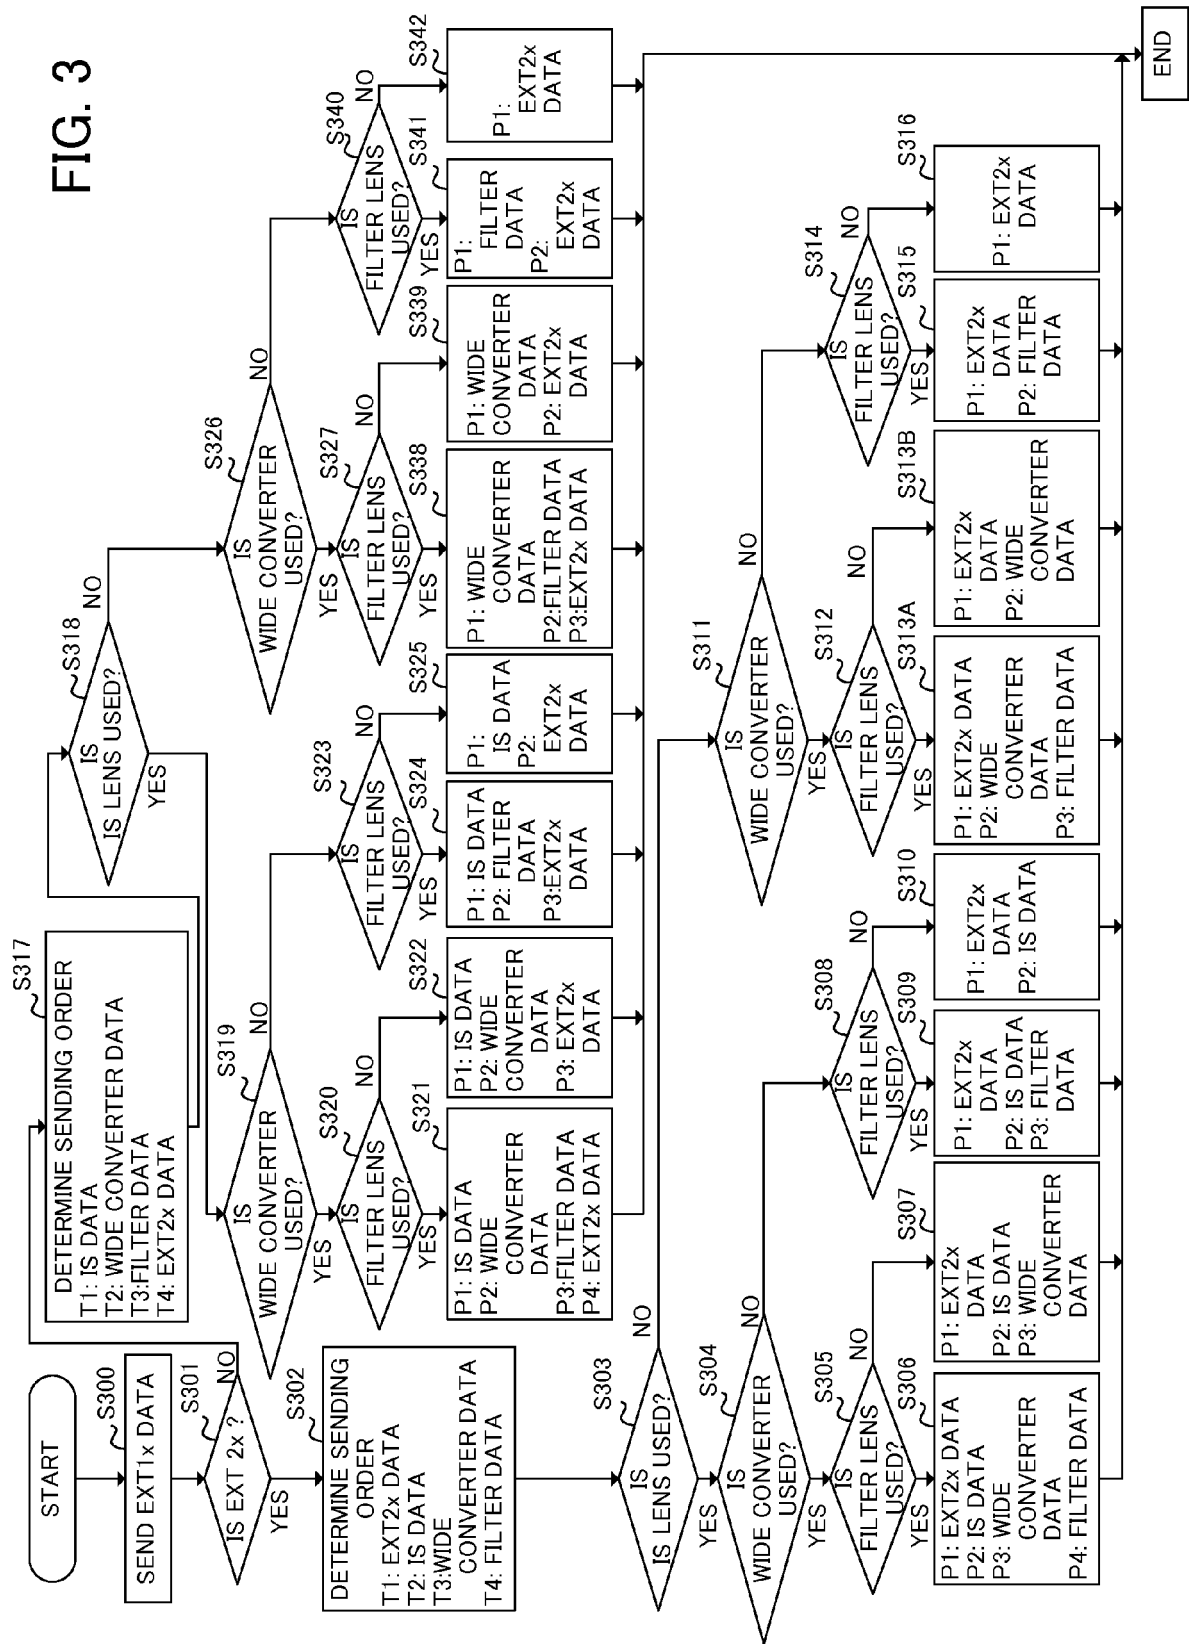 FIG. 3
START
S300
SEND EXT1x DATA
S301
IS EXT 2x ?
NO
YES
S302
DETERMINE SENDING
ORDER
T1: EXT2x DATA
T2: IS DATA
T3:WIDE
CONVERTER DATA
T4: FILTER DATA
S317
DETERMINE SENDING ORDER
T1: IS DATA
T2: WIDE CONVERTER DATA
T3:FILTER DATA
T4: EXT2x DATA
S318
IS
IS LENS USED?
NO
YES
S319
IS
WIDE CONVERTER
USED?
NO
YES
S320
IS
FILTER LENS
USED?
NO
YES
S321
P1: IS DATA
P2: WIDE
CONVERTER
DATA
P3:FILTER DATA
P4: EXT2x DATA
S322
P1: IS DATA
P2: WIDE
CONVERTER
DATA
P3: EXT2x
DATA
S323
IS
FILTER LENS
USED?
NO
YES
S324
P1: IS DATA
P2: FILTER
DATA
P3:EXT2x
DATA
S325
P1:
IS DATA
P2:
EXT2x
DATA
S326
IS
WIDE CONVERTER
USED?
NO
YES
S327
IS
FILTER LENS
USED?
NO
YES
S338
P1: WIDE
CONVERTER
DATA
P2:FILTER DATA
P3:EXT2x DATA
S339
P1: WIDE
CONVERTER
DATA
P2: EXT2x
DATA
S340
IS
FILTER LENS
USED?
NO
YES
S341
P1:
FILTER
DATA
P2:
EXT2x
DATA
S342
P1:
EXT2x
DATA
S303
IS
IS LENS USED?
NO
YES
S304
IS
WIDE CONVERTER
USED?
NO
YES
S305
IS
FILTER LENS
USED?
NO
YES
S306
P1: EXT2x DATA
P2: IS DATA
P3: WIDE
CONVERTER
DATA
P4: FILTER DATA
S307
P1: EXT2x
DATA
P2: IS DATA
P3: WIDE
CONVERTER
DATA
S308
IS
FILTER LENS
USED?
NO
YES
S309
P1: EXT2x
DATA
P2: IS DATA
P3: FILTER
DATA
S310
P1: EXT2x
DATA
P2: IS DATA
S311
IS
WIDE CONVERTER
USED?
NO
YES
S312
IS
FILTER LENS
USED?
NO
YES
S313A
P1: EXT2x DATA
P2: WIDE
CONVERTER
DATA
P3: FILTER DATA
S313B
P1: EXT2x
DATA
P2: WIDE
CONVERTER
DATA
S314
IS
FILTER LENS
USED?
NO
YES
S315
P1: EXT2x
DATA
P2: FILTER
DATA
S316
P1: EXT2x
DATA
END